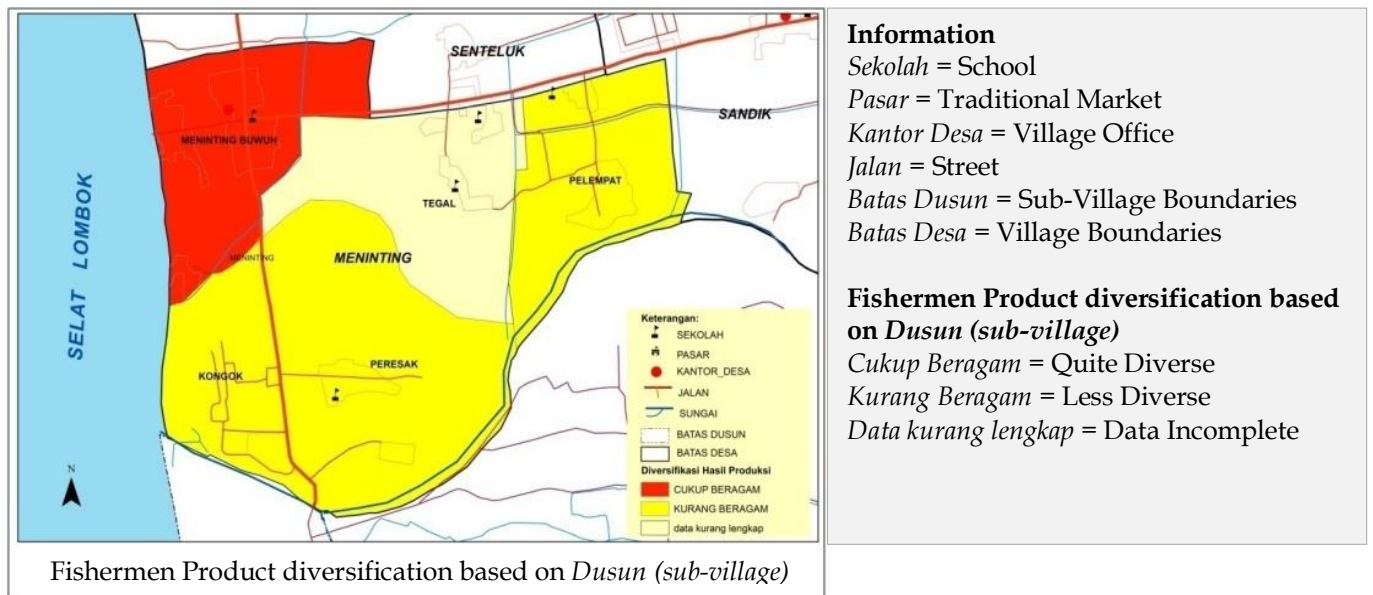 SENTELUK
SANDIK
MENINTING BUWUH
PELEMPAT
TEGAL
SELAT LOMBOK
MENINTING
MENINTING
PERESAK
KONGOK
N
Keterangan:
SEKOLAH
PASAR
KANTOR_DESA
JALAN
SUNGAI
BATAS DUSUN
BATAS DESA
Diversifikasi Hasil Produksi
CUKUP BERAGAM
KURANG BERAGAM
data kurang lengkap
Fishermen Product diversification based on Dusun (sub-village)
Information
Sekolah = School
Pasar = Traditional Market
Kantor Desa = Village Office
Jalan = Street
Batas Dusun = Sub-Village Boundaries
Batas Desa = Village Boundaries
Fishermen Product diversification based
on Dusun (sub-village)
Cukup Beragam = Quite Diverse
Kurang Beragam = Less Diverse
Data kurang lengkap = Data Incomplete